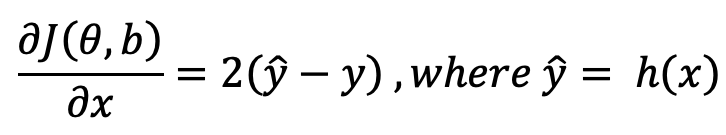 ∂J(θ, b)/∂x = 2(ŷ − y) , where ŷ = h(x)